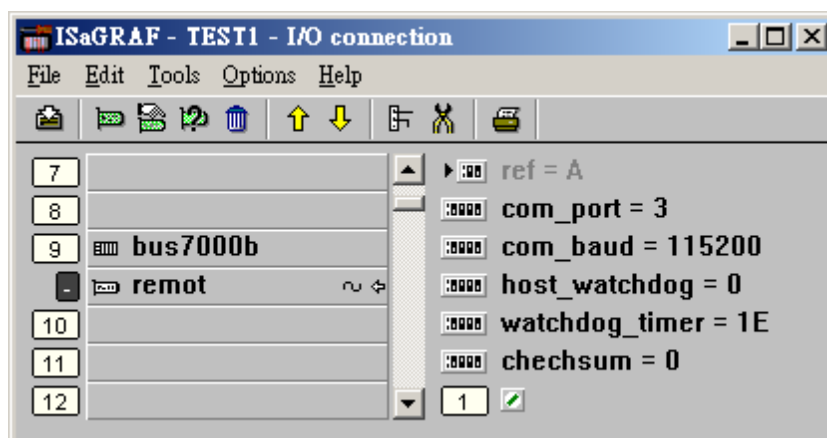 ISaGRAF - TEST1 - I/O connection
File Edit Tools Options Help
7
8
9 bus7000b
- remot
10
11
12
ref = A
com_port = 3
com_baud = 115200
host_watchdog = 0
watchdog_timer = 1E
chechsum = 0
1